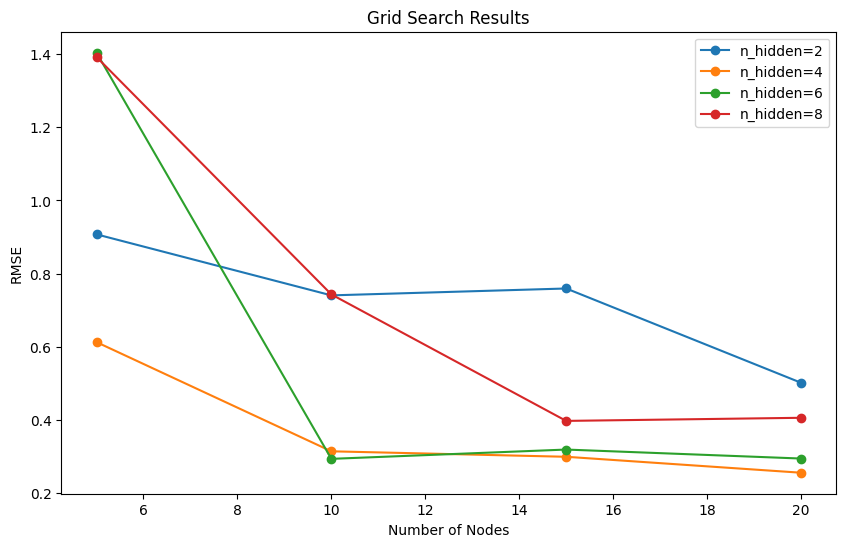 Grid Search Results
n_hidden=2
n_hidden=4
n_hidden=6
n_hidden=8
RMSE
1.4
1.2
1.0
0.8
0.6
0.4
0.2
6 8 10 12 14 16 18 20
Number of Nodes